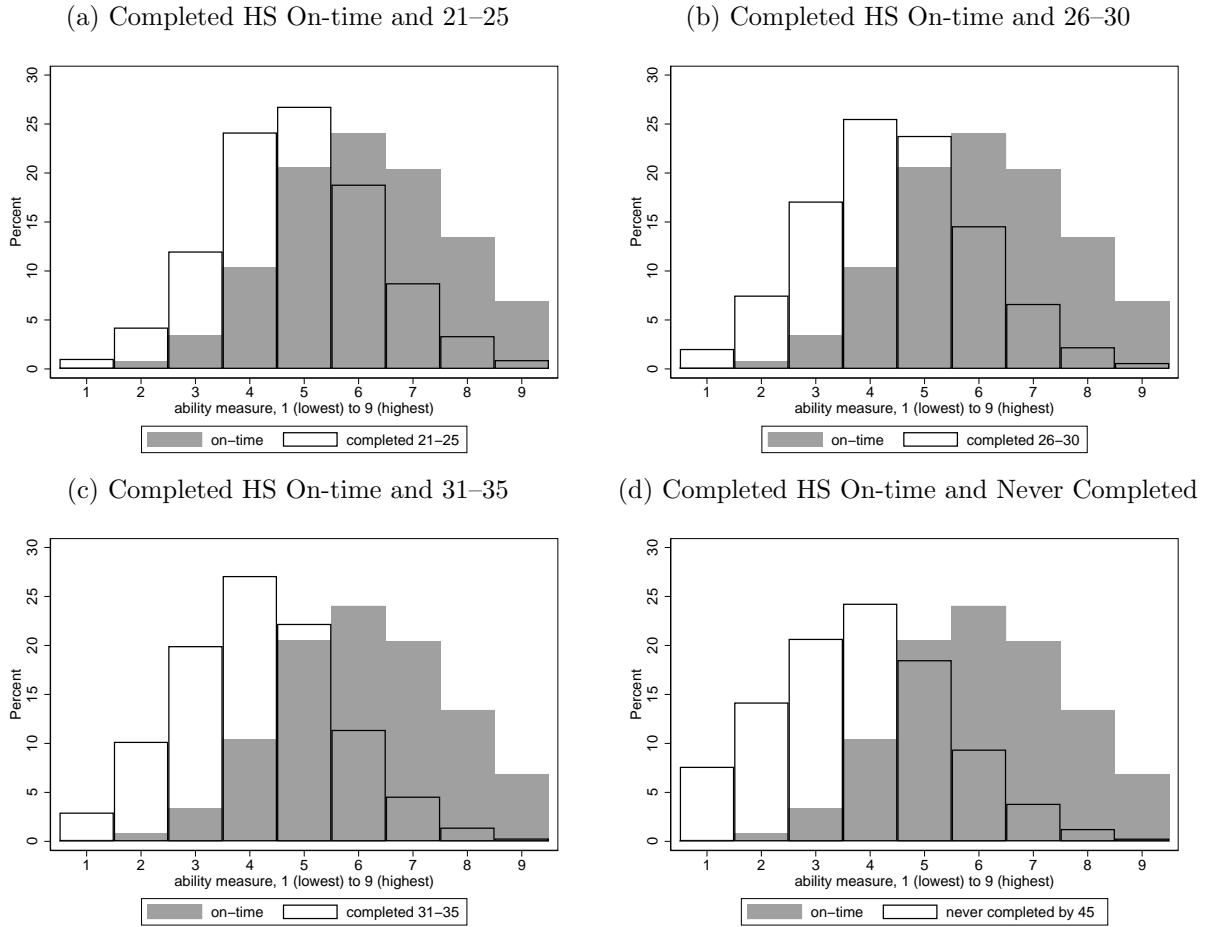 (a) Completed HS On-time and 21–25
30
25
20
15
10
5
0
Percent
1 2 3 4 5 6 7 8 9
ability measure, 1 (lowest) to 9 (highest)
on−time completed 21−25
(b) Completed HS On-time and 26–30
30
25
20
15
10
5
0
Percent
1 2 3 4 5 6 7 8 9
ability measure, 1 (lowest) to 9 (highest)
on−time completed 26−30
(c) Completed HS On-time and 31–35
30
25
20
15
10
5
0
Percent
1 2 3 4 5 6 7 8 9
ability measure, 1 (lowest) to 9 (highest)
on−time completed 31−35
(d) Completed HS On-time and Never Completed
30
25
20
15
10
5
0
Percent
1 2 3 4 5 6 7 8 9
ability measure, 1 (lowest) to 9 (highest)
on−time never completed by 45